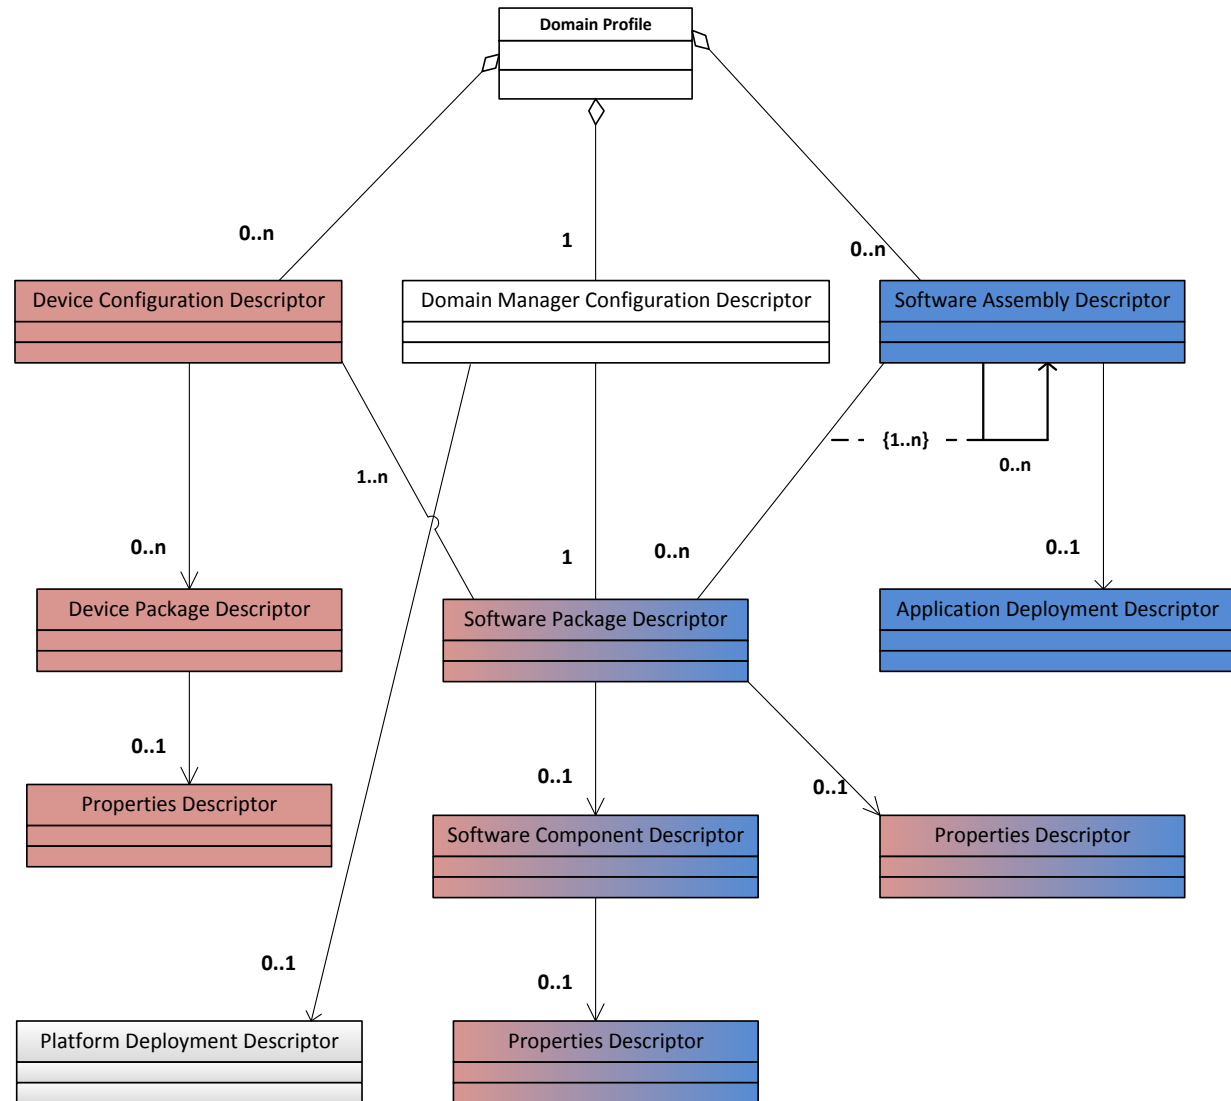 Domain Profile
0..n
1
0..n
Device Configuration Descriptor
Domain Manager Configuration Descriptor
Software Assembly Descriptor
{1..n}
0..n
1..n
0..n
1
0..n
0..1
Device Package Descriptor
Software Package Descriptor
Application Deployment Descriptor
0..1
0..1
0..1
Properties Descriptor
Software Component Descriptor
Properties Descriptor
0..1
0..1
Platform Deployment Descriptor
Properties Descriptor